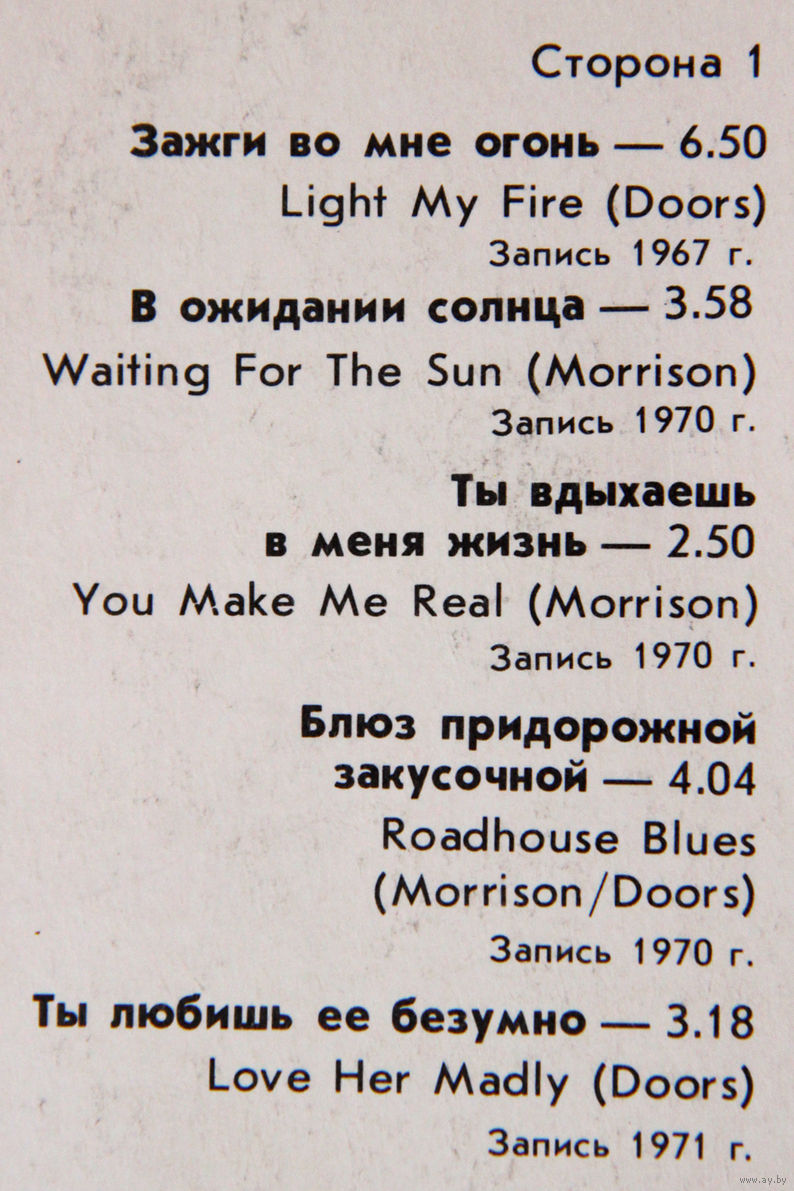 Сторона 1
Зажги во мне огонь — 6.50
Light My Fire (Doors)
Запись 1967 г.
В ожидании солнца — 3.58
Waiting For The Sun (Morrison)
Запись 1970 г.
Ты вдыхаешь
в меня жизнь — 2.50
You Make Me Real (Morrison)
Запись 1970 г.
Блюз придорожной
закусочной — 4.04
Roadhouse Blues
(Morrison/Doors)
Запись 1970 г.
Ты любишь ее безумно — 3.18
Love Her Madly (Doors)
Запись 1971 г.
www.ay.by